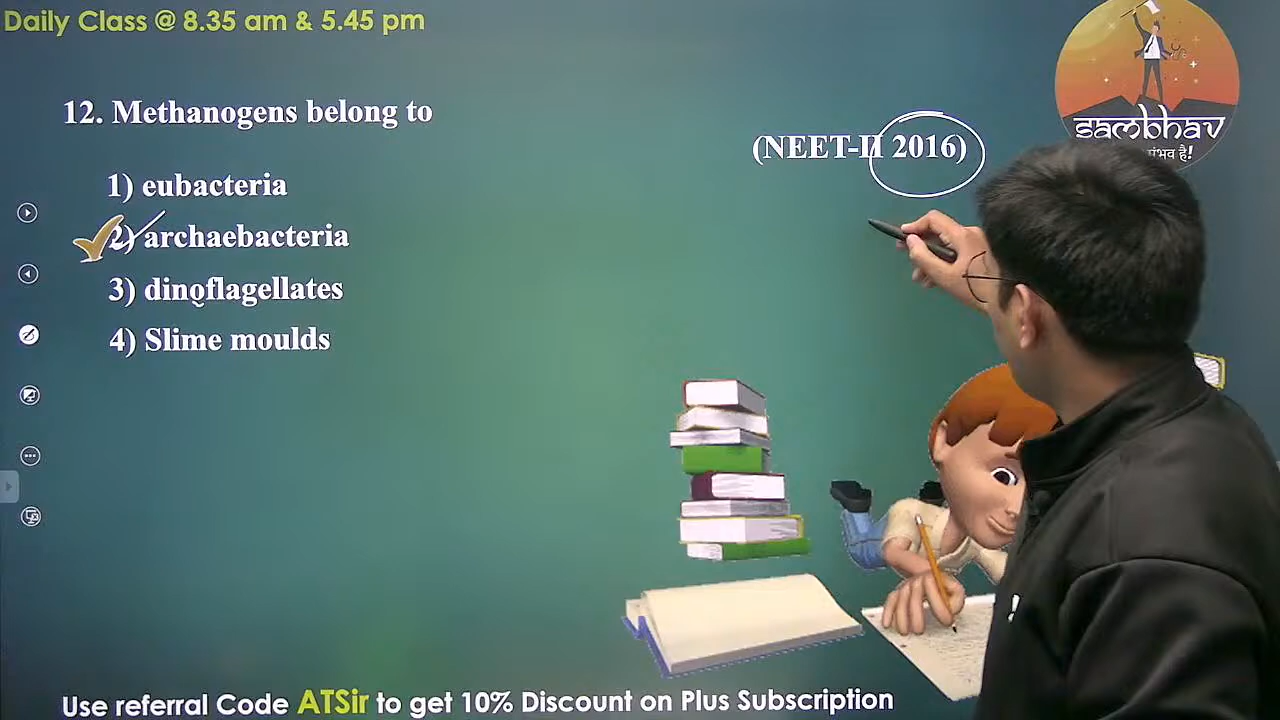 Daily Class @ 8.35 am & 5.45 pm
12. Methanogens belong to
(NEET-II 2016)
1) eubacteria
2) archaebacteria
3) dinoflagellates
4) Slime moulds
sambhav
संभव है!
Use referral Code ATSir to get 10% Discount on Plus Subscription